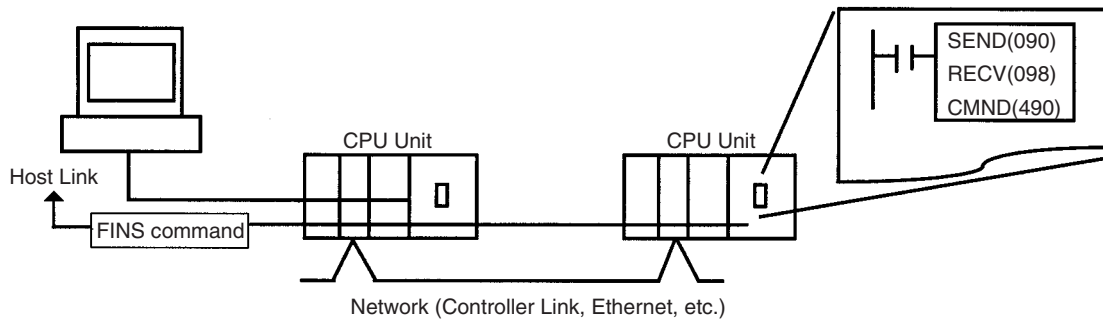 SEND(090)
RECV(098)
CMND(490)
CPU Unit
CPU Unit
Host Link
FINS command
Network (Controller Link, Ethernet, etc.)